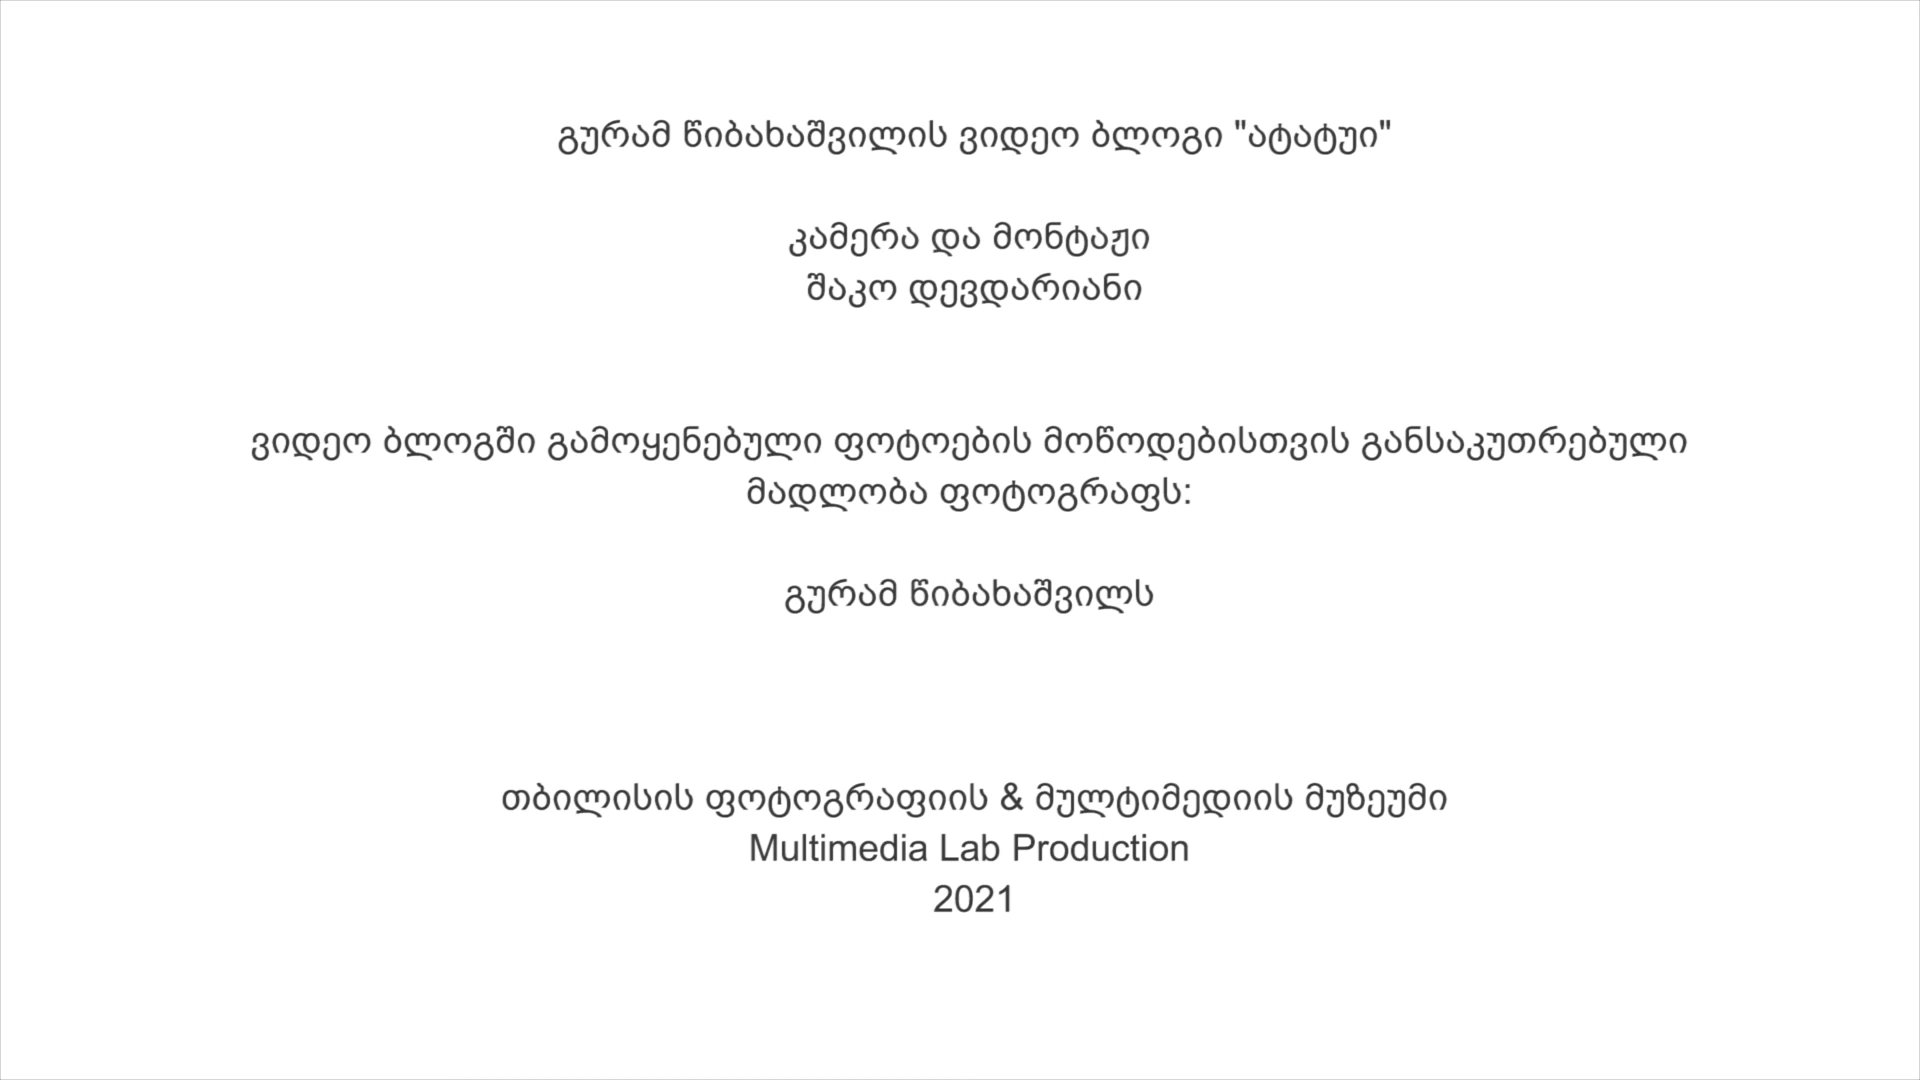 გურამ წიბახაშვილის ვიდეო ბლოგი "ატატუი"
კამერა და მონტაჟი
შაკო დევდარიანი
ვიდეო ბლოგში გამოყენებული ფოტოების მოწოდებისთვის განსაკუთრებული
მადლობა ფოტოგრაფს:
გურამ წიბახაშვილს
თბილისის ფოტოგრაფიის & მულტიმედიის მუზეუმი
Multimedia Lab Production
2021